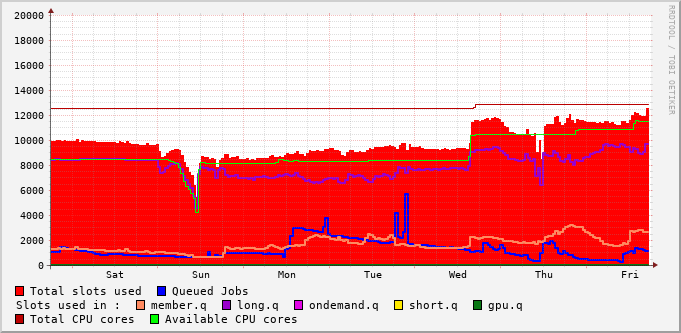 RRDTOOL / TOBI OETIKER
20000
18000
16000
14000
12000
10000
8000
6000
4000
2000
0
Sat Sun Mon Tue Wed Thu Fri
Total slots used Queued Jobs
Slots used in : member.q long.q ondemand.q short.q gpu.q
Total CPU cores Available CPU cores